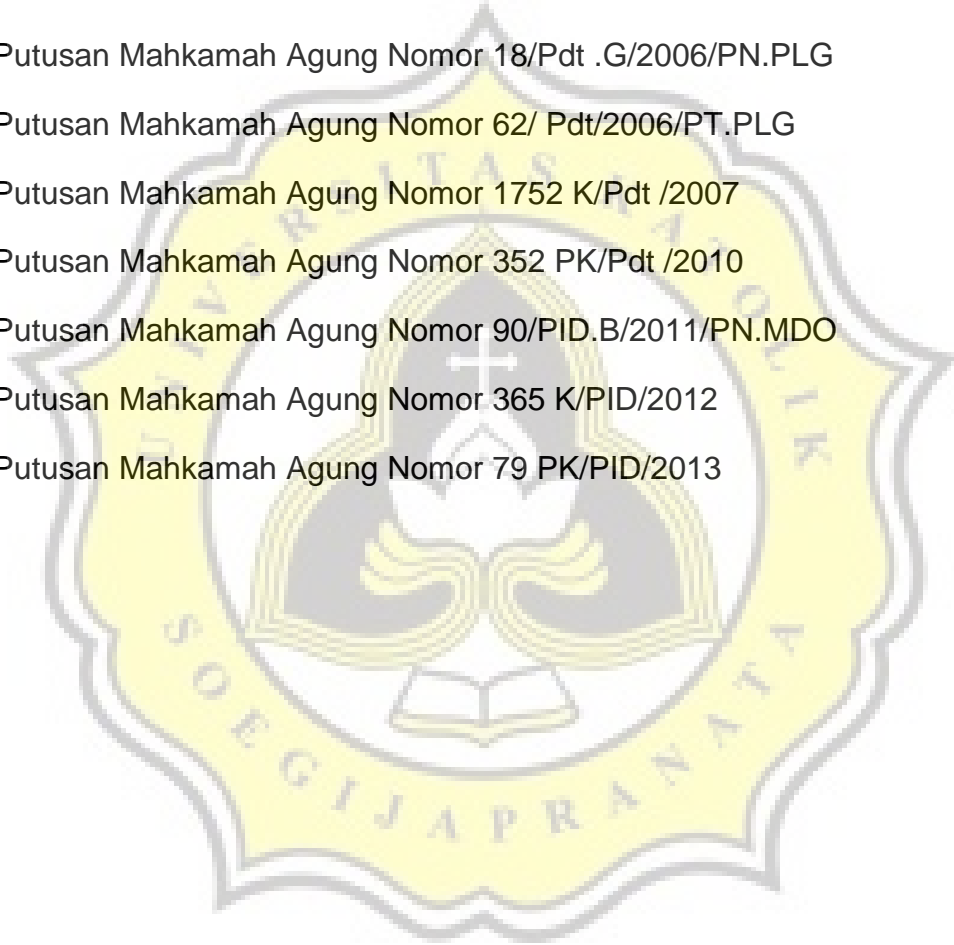 Putusan Mahkamah Agung Nomor 18/Pdt .G/2006/PN.PLG
Putusan Mahkamah Agung Nomor 62/ Pdt/2006/PT.PLG
Putusan Mahkamah Agung Nomor 1752 K/Pdt /2007
Putusan Mahkamah Agung Nomor 352 PK/Pdt /2010
Putusan Mahkamah Agung Nomor 90/PID.B/2011/PN.MDO
Putusan Mahkamah Agung Nomor 365 K/PID/2012
Putusan Mahkamah Agung Nomor 79 PK/PID/2013
UNIVERSITAS KATOLIK
SOEGIJAPRANATA